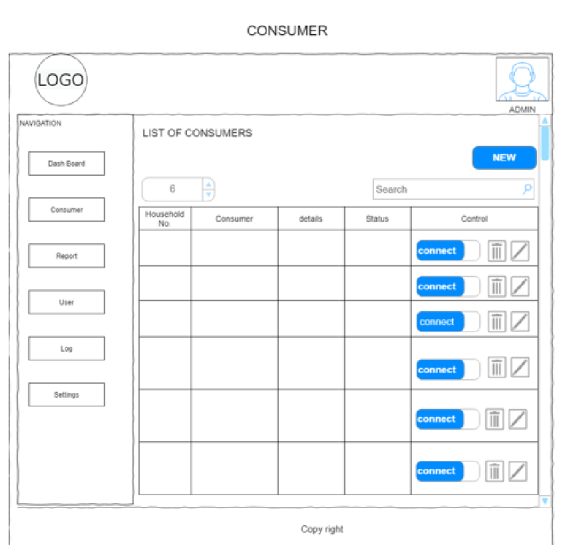 CONSUMER
LOGO
ADMIN
NAVIGATION
Dash Board
Consumer
Report
User
Log
Settings
LIST OF CONSUMERS
NEW
6
Search
Household No
Consumer
details
Status
Control
connect
connect
connect
connect
connect
connect
Copy right